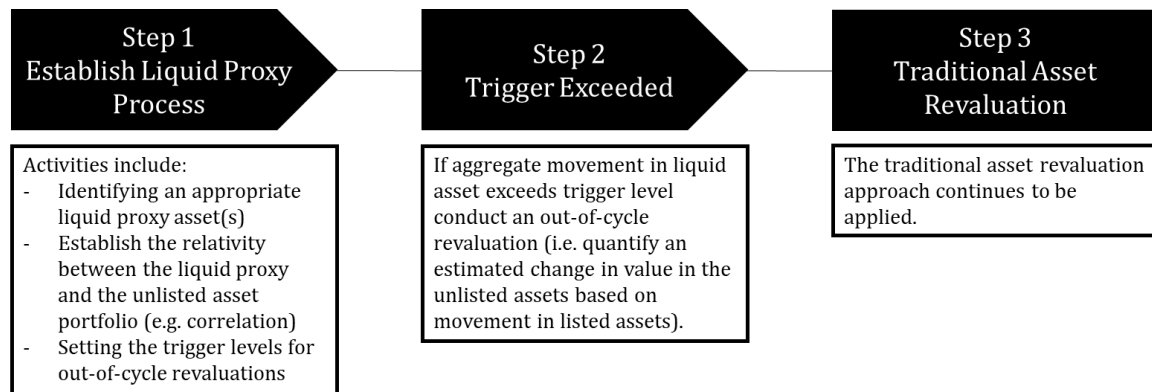 Step 1
Establish Liquid Proxy
Process
Step 2
Trigger Exceeded
Step 3
Traditional Asset
Revaluation
Activities include:
- Identifying an appropriate
liquid proxy asset(s)
- Establish the relativity
between the liquid proxy
and the unlisted asset
portfolio (e.g. correlation)
- Setting the trigger levels for
out-of-cycle revaluations
If aggregate movement in liquid
asset exceeds trigger level
conduct an out-of-cycle
revaluation (i.e. quantify an
estimated change in value in the
unlisted assets based on
movement in listed assets).
The traditional asset revaluation
approach continues to be
applied.